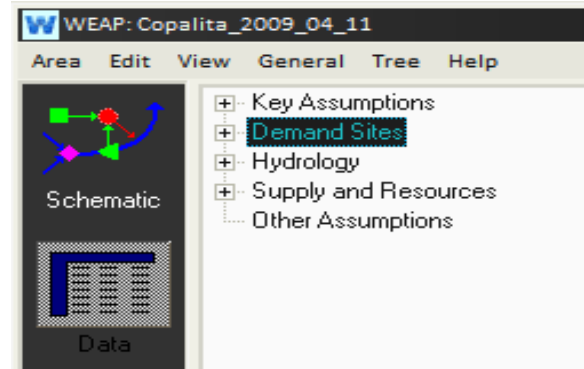 WEAP: Copalita_2009_04_11
Area Edit View General Tree Help
Key Assumptions
Demand Sites
Hydrology
Supply and Resources
Other Assumptions
Schematic
Data